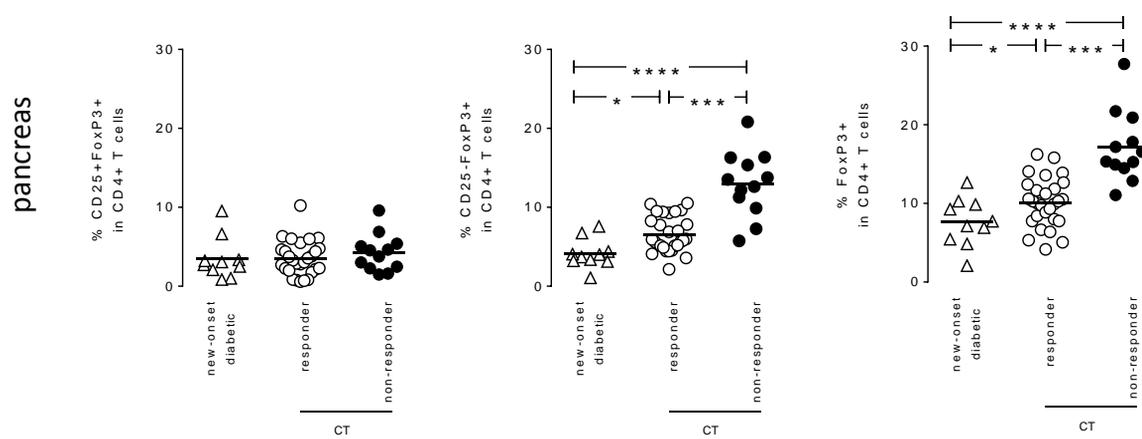 pancreas
% CD25+FoxP3+
in CD4+ T cells
30
20
10
0
new-onset
diabetic
responder
non-responder
CT
% CD25-FoxP3+
in CD4+ T cells
30
20
10
0
****
*
***
new-onset
diabetic
responder
non-responder
CT
% FoxP3+
in CD4+ T cells
30
20
10
0
****
*
***
new-onset
diabetic
responder
non-responder
CT